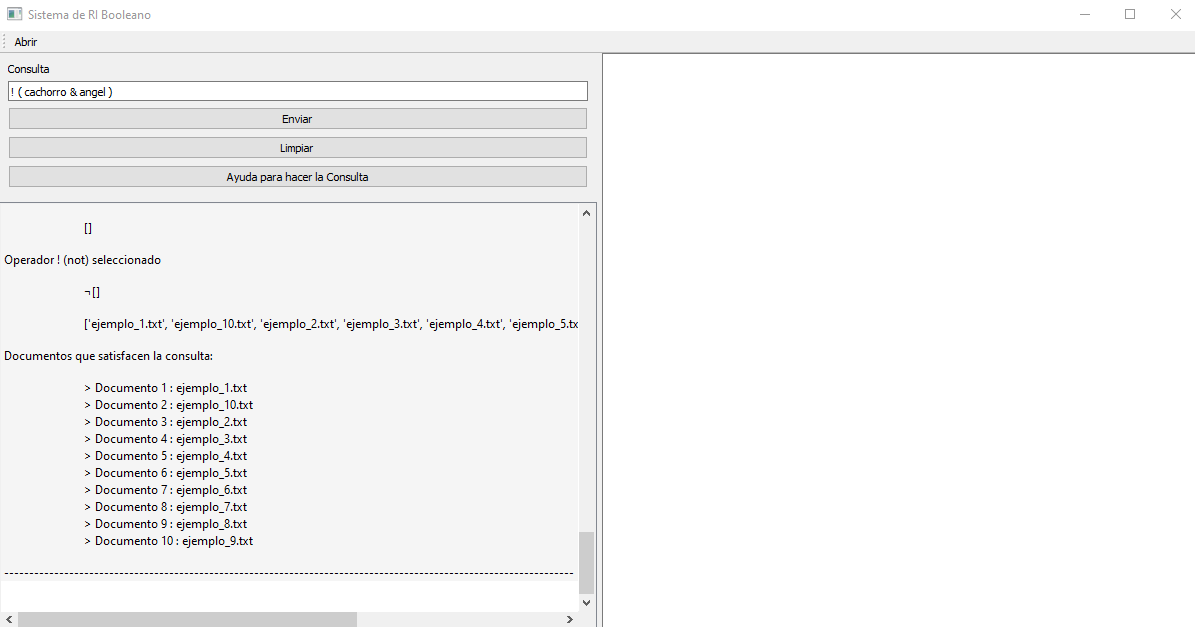 Sistema de RI Booleano
Abrir
Consulta
! ( cachorro & angel )
Enviar
Limpiar
Ayuda para hacer la Consulta
[]
Operador ! (not) seleccionado
¬[]
['ejemplo_1.txt', 'ejemplo_10.txt', 'ejemplo_2.txt', 'ejemplo_3.txt', 'ejemplo_4.txt', 'ejemplo_5.tx
Documentos que satisfacen la consulta:
> Documento 1 : ejemplo_1.txt
> Documento 2 : ejemplo_10.txt
> Documento 3 : ejemplo_2.txt
> Documento 4 : ejemplo_3.txt
> Documento 5 : ejemplo_4.txt
> Documento 6 : ejemplo_5.txt
> Documento 7 : ejemplo_6.txt
> Documento 8 : ejemplo_7.txt
> Documento 9 : ejemplo_8.txt
> Documento 10 : ejemplo_9.txt